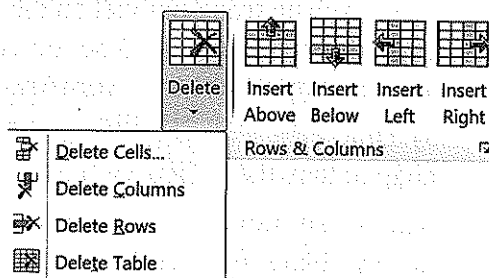 Delete
Insert Above
Insert Below
Insert Left
Insert Right
Rows & Columns
Delete Cells...
Delete Columns
Delete Rows
Delete Table